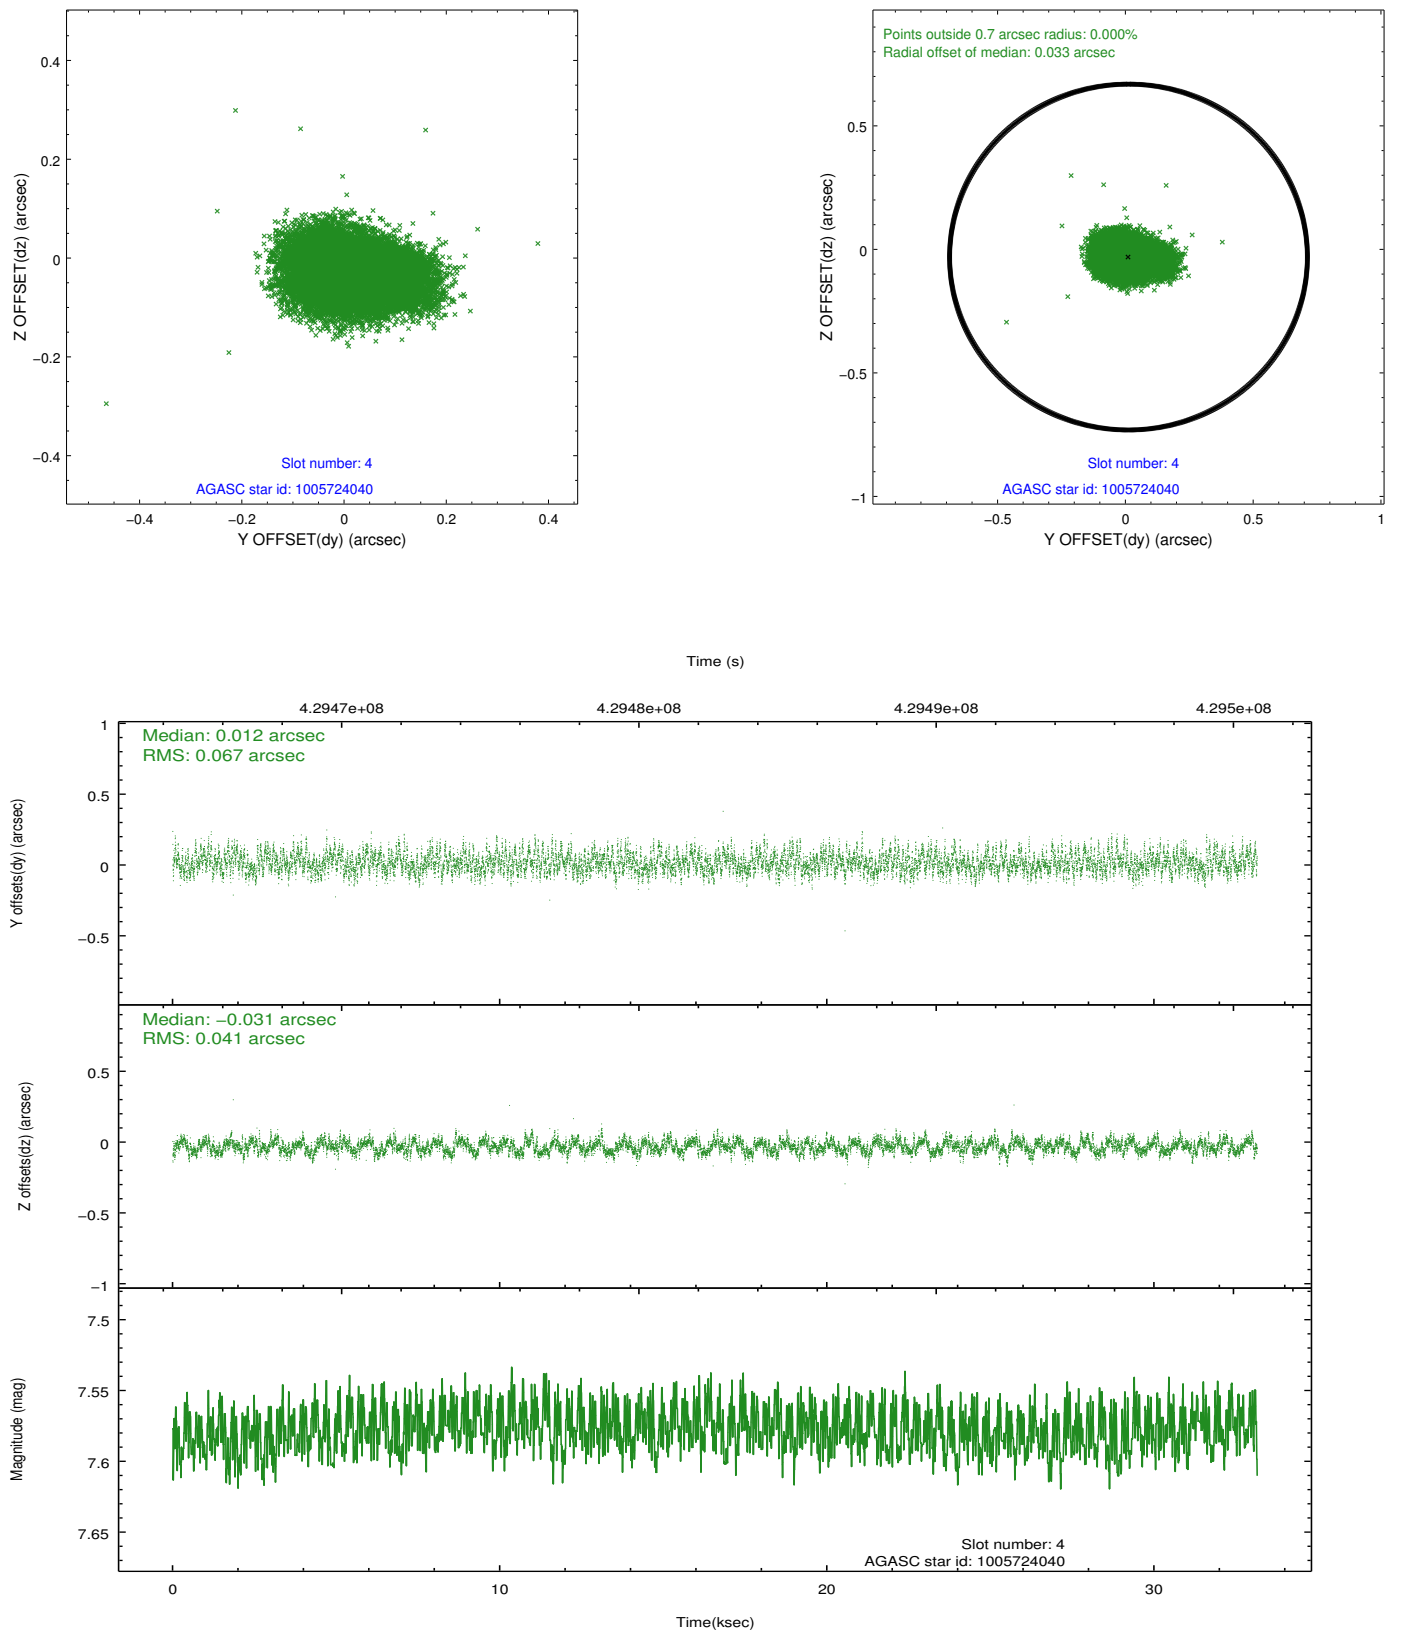 0.4
0.2
0
−0.2
−0.4
Z OFFSET(dz) (arcsec)
Slot number: 4
AGASC star id: 1005724040
−0.4
−0.2
0
0.2
0.4
Y OFFSET(dy) (arcsec)
Points outside 0.7 arcsec radius: 0.000%
Radial offset of median: 0.033 arcsec
0.5
0
−0.5
−1
Z OFFSET(dz) (arcsec)
Slot number: 4
AGASC star id: 1005724040
−0.5
0
0.5
1
Y OFFSET(dy) (arcsec)
Time (s)
4.2947e+08
4.2948e+08
4.2949e+08
4.295e+08
Median: 0.012 arcsec
RMS: 0.067 arcsec
1
0.5
0
−0.5
Y offsets(dy) (arcsec)
Median: −0.031 arcsec
RMS: 0.041 arcsec
0.5
0
−0.5
−1
Z offsets(dz) (arcsec)
7.5
7.55
7.6
7.65
Magnitude (mag)
Slot number: 4
AGASC star id: 1005724040
0
10
20
30
Time(ksec)